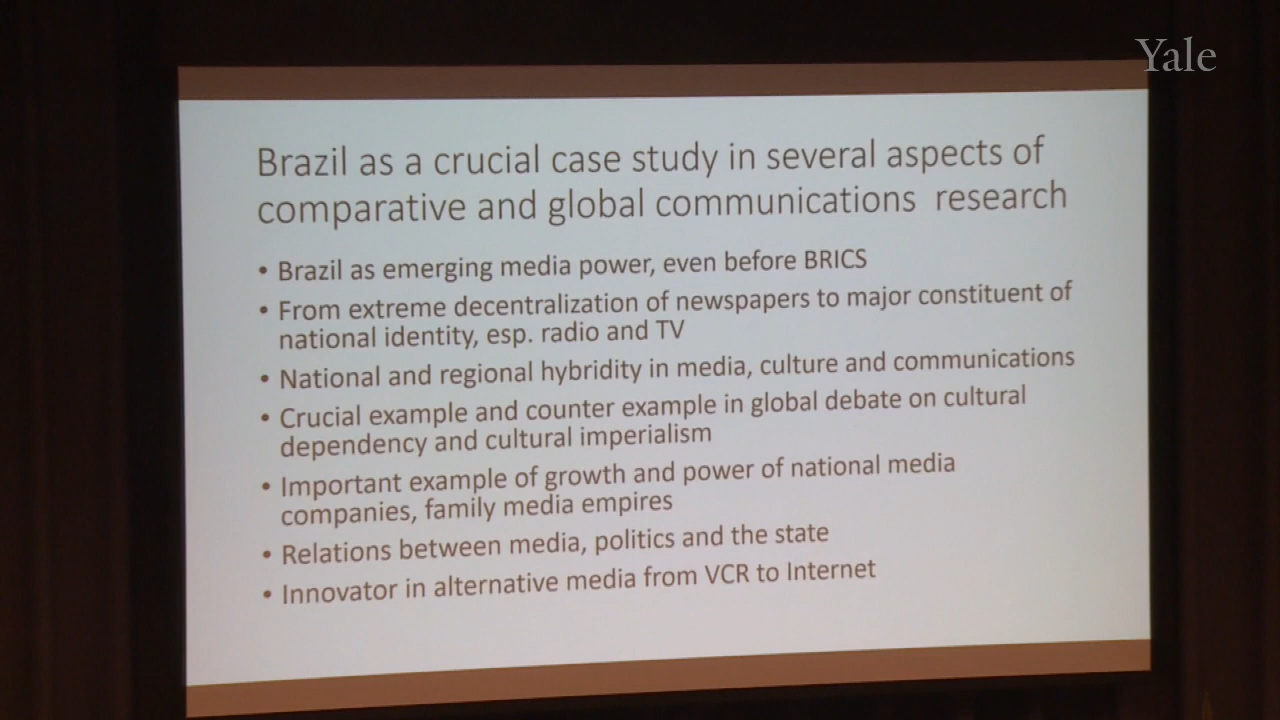 Yale
Brazil as a crucial case study in several aspects of
comparative and global communications research
• Brazil as emerging media power, even before BRICS
• From extreme decentralization of newspapers to major constituent of
national identity, esp. radio and TV
• National and regional hybridity in media, culture and communications
• Crucial example and counter example in global debate on cultural
dependency and cultural imperialism
• Important example of growth and power of national media
companies, family media empires
• Relations between media, politics and the state
• Innovator in alternative media from VCR to Internet